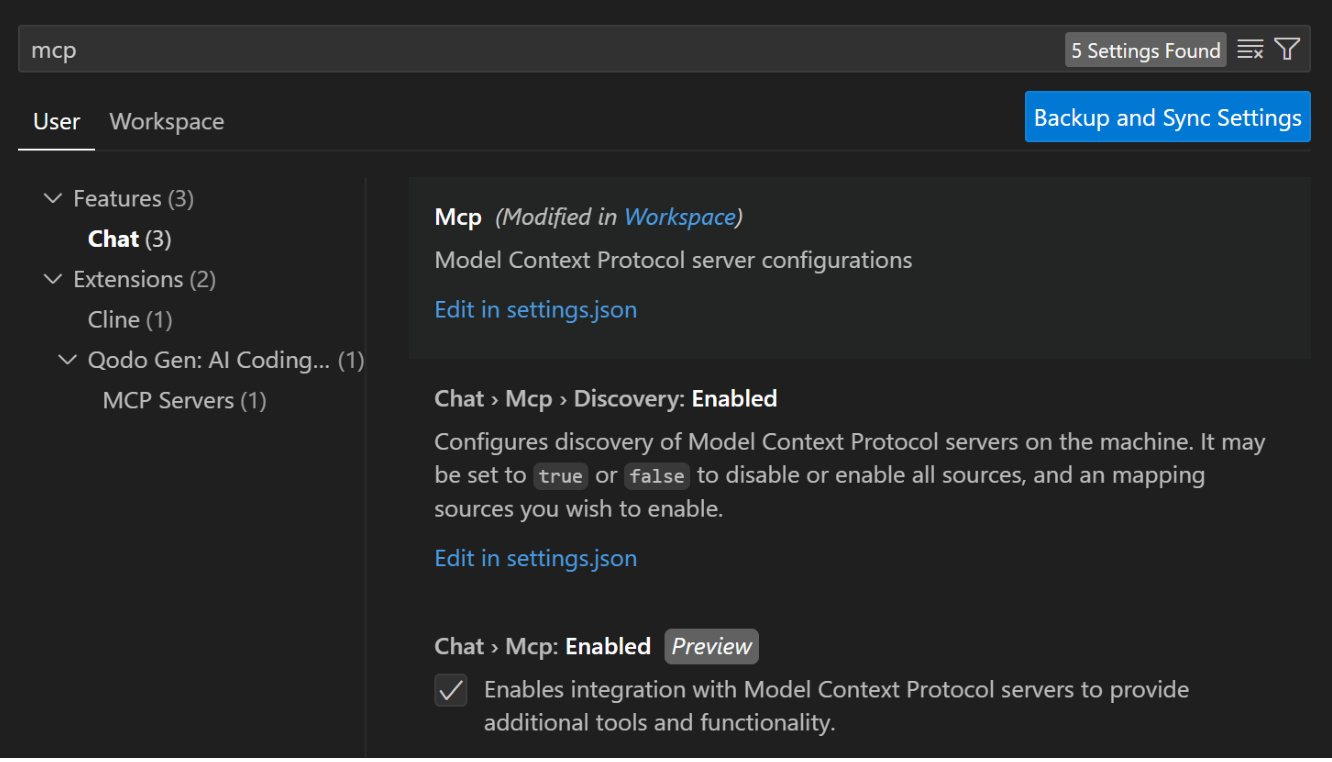 mcp
5 Settings Found
User
Workspace
Backup and Sync Settings
Features (3)
Chat (3)
Extensions (2)
Cline (1)
Qodo Gen: AI Coding... (1)
MCP Servers (1)
Mcp (Modified in Workspace)
Model Context Protocol server configurations
Edit in settings.json
Chat › Mcp › Discovery: Enabled
Configures discovery of Model Context Protocol servers on the machine. It may
be set to true or false to disable or enable all sources, and an mapping
sources you wish to enable.
Edit in settings.json
Chat › Mcp: Enabled Preview
Enables integration with Model Context Protocol servers to provide
additional tools and functionality.